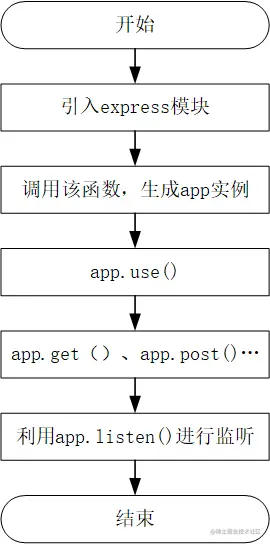 开始
引入express模块
调用该函数，生成app实例
app.use()
app.get（）、app.post()…
利用app.listen()进行监听
结束
@稀土掘金技术社区